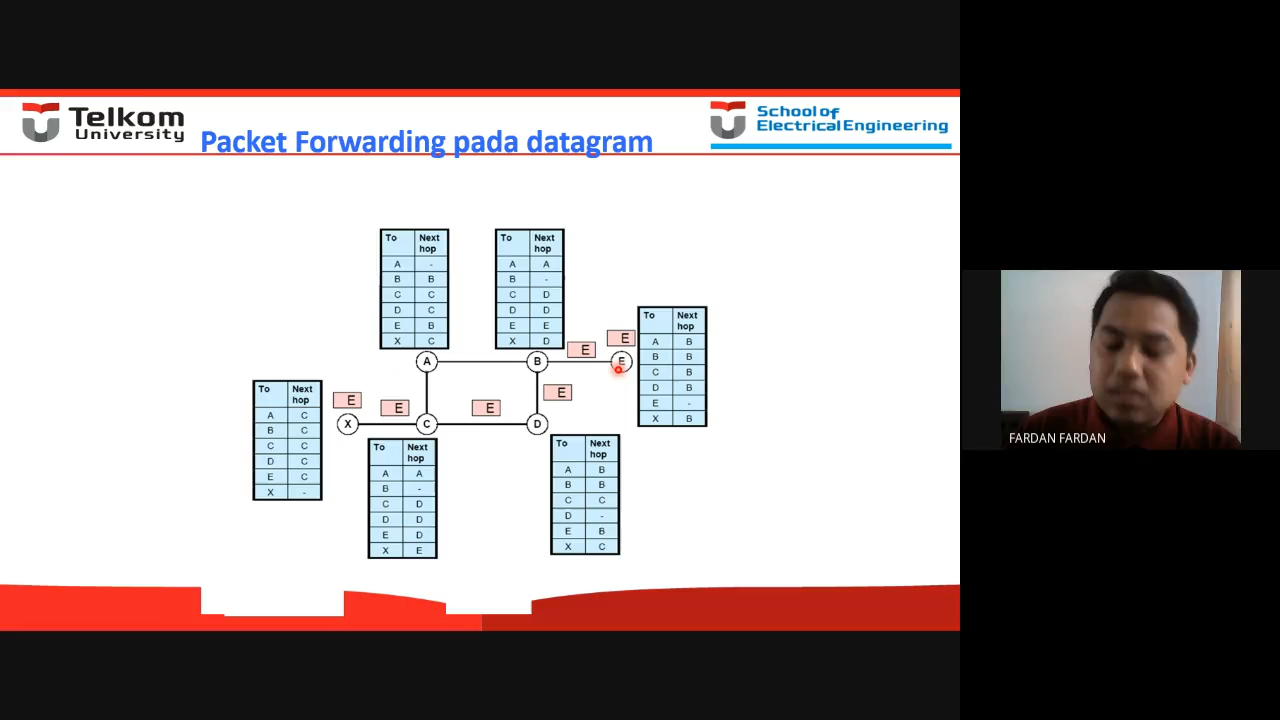 Telkom
University
School of
Electrical Engineering
Packet Forwarding pada datagram
To Next hop
A -
B B
C C
D C
E B
X C
To Next hop
A A
B -
C D
D D
E E
X D
E
E
To Next hop
A B
B B
C B
D B
E -
X B
A
B
E
E
E
E
E
X
C
D
To Next hop
A C
B C
C C
D C
E C
X -
To Next hop
A A
B -
C D
D D
E D
X E
To Next hop
A B
B B
C C
D -
E B
X C
FARDAN FARDAN